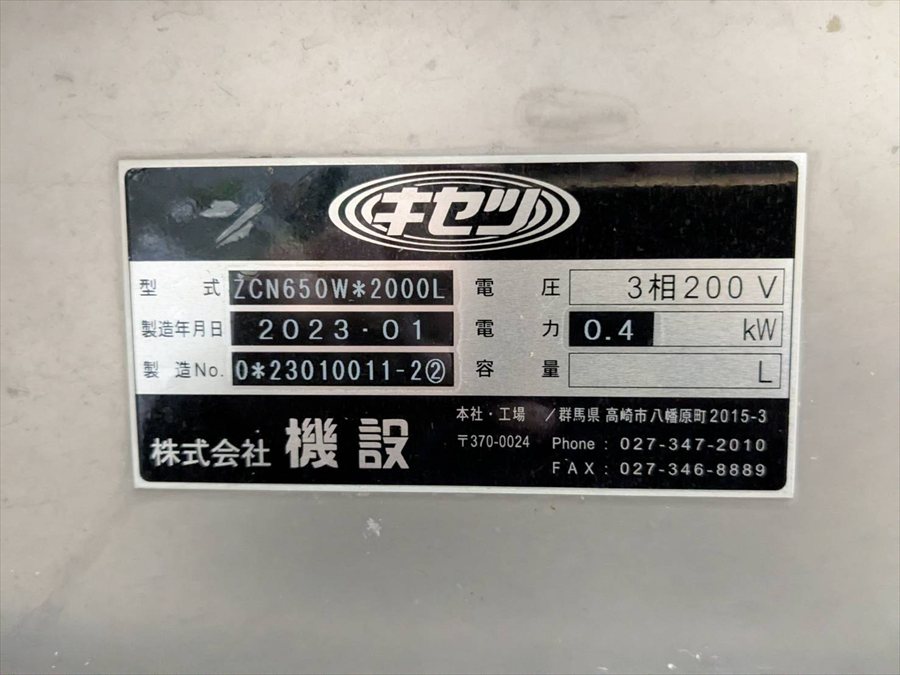 キセツ
型式 ZCN650W*2000L 電圧 3相200V
製造年月日 2023・01 電力 0.4 kW
製造No. 0*23010011-2② 容量 L
本社・工場 /群馬県 高崎市八幡原町2015-3
株式会社 機設 〒370-0024 Phone : 027-347-2010
FAX : 027-346-8889